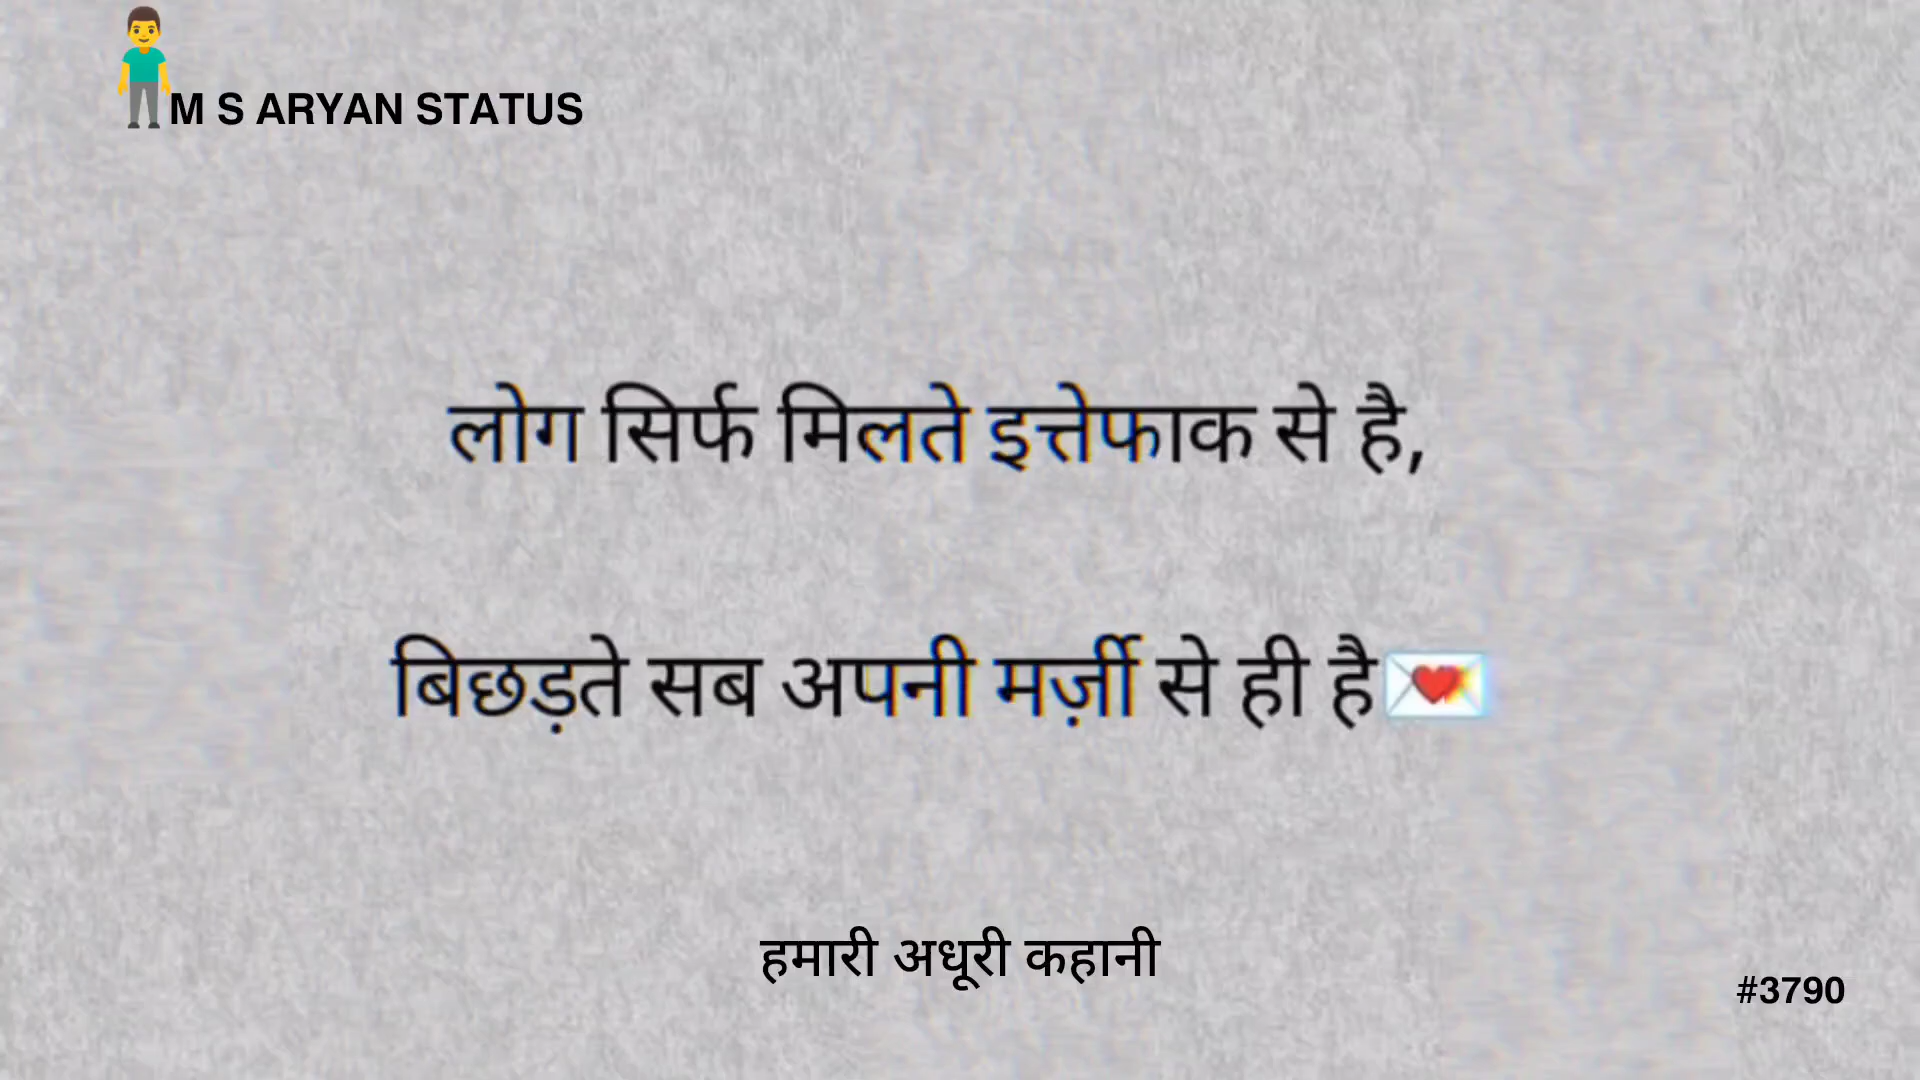 M S ARYAN STATUS
लोग सिर्फ मिलते इत्तेफाक से है,
बिछड़ते सब अपनी मर्ज़ी से ही है💌
हमारी अधूरी कहानी
#3790